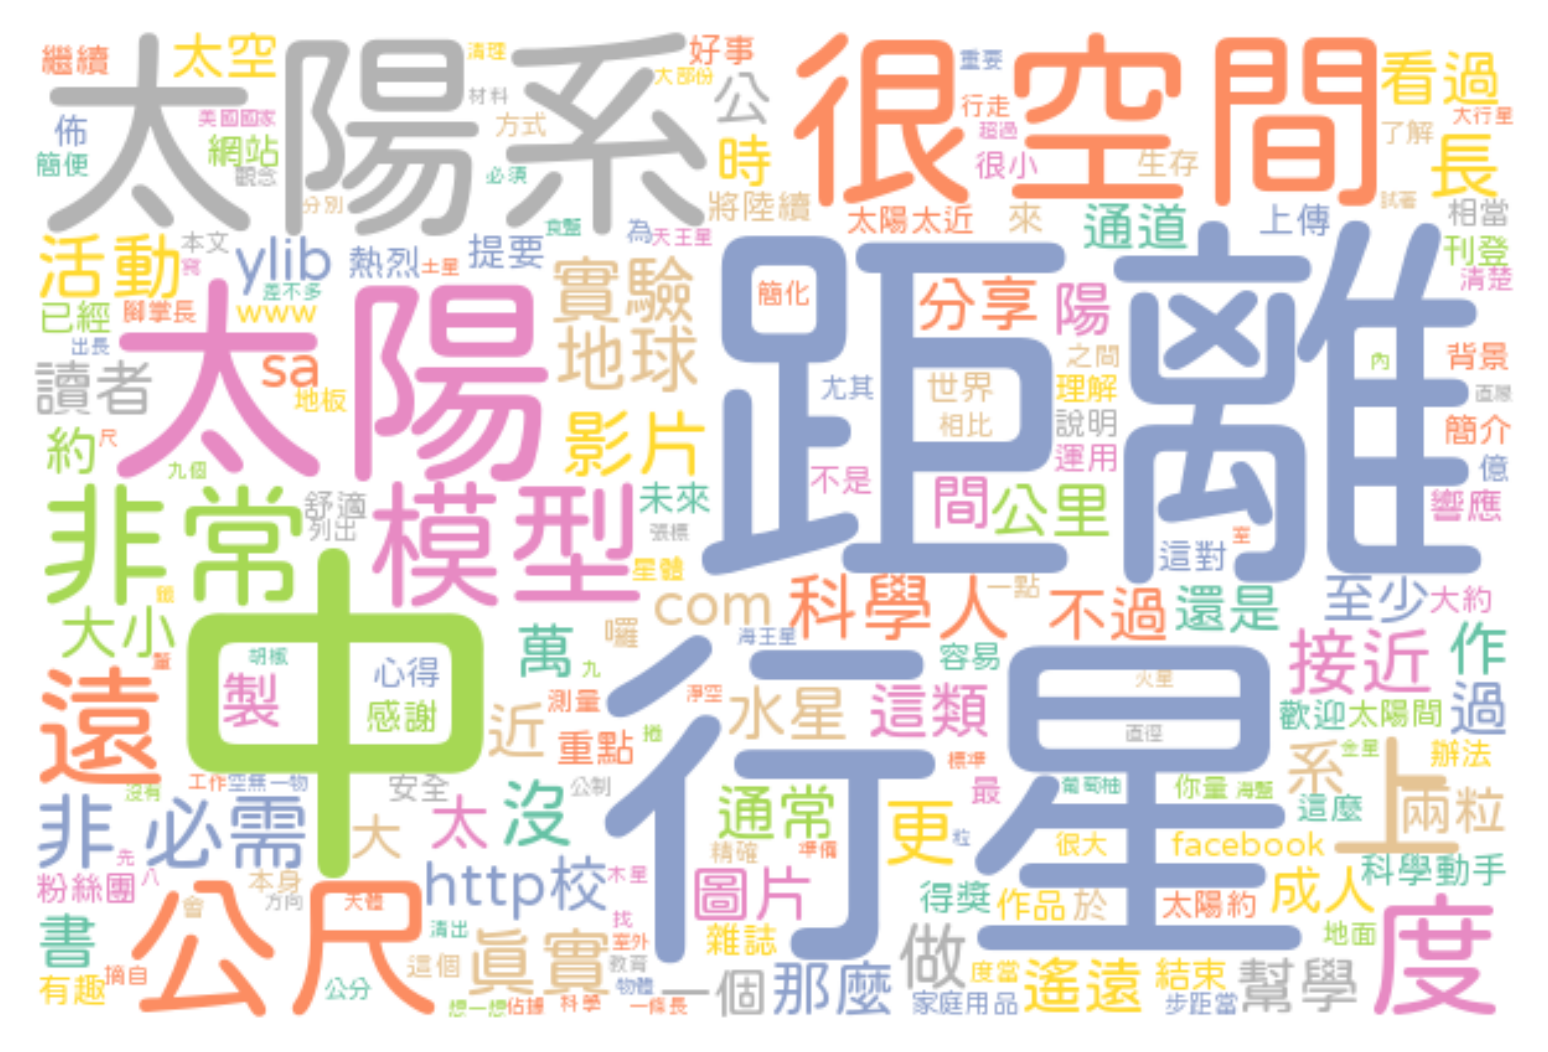 繼續
太空
太陽系
清理
好事
大部份
公
很空間
重要
看過
佈
美國國家
材料
方式
行走
超過
大行星
了解
簡便
網站
觀念
必須
時
很小
生存
長
分別
將陸續
太陽太近
來
通道
上傳
試著
相當
活動
本文
ylib
熱烈
土星
提要
為
天王星
距離
刊登
清楚
差不多
實驗
簡化
分享
陽
已經
腳掌長
www
太陽
出長
sa
地球
之間
內
背景
讀者
地板
尤其
世界
理解
直線
相比
說明
簡介
約
尺
九個
影片
不是
運用
億
非常
舒適
列出
模型
未來
張標
間
公里
響應
室
這對
星體
中
com
科學人
一點
不過
還是
至少
大約
大小
萬
囉
海王星
行星
容易
接近
作
胡椒
製
心得
九
感謝
遠
近
測量
淨空
水星
這類
火星
歡迎
太陽間
過
重點
捲
直徑
系
金星
辦法
工作
空無一物
沒有
安全
公制
標準
最
葡萄柚
你量
上
這麼
兩粒
非
必需
大
太
沒
通常
更
粒
很大
facebook
先
精確
準備
科學動手
粉絲團
八
本身
方向
http
校
木星
圖片
得獎
作品
於
太陽約
成人
會
天體
公尺
書
清出
找
室外
雜誌
做
地面
度
有趣
摘自
公分
這個
真實
教育
物體
一個
那麼
度當
遙遠
結束
幫
學
想一想
佔據
科學
一條長
家庭用品
步距當